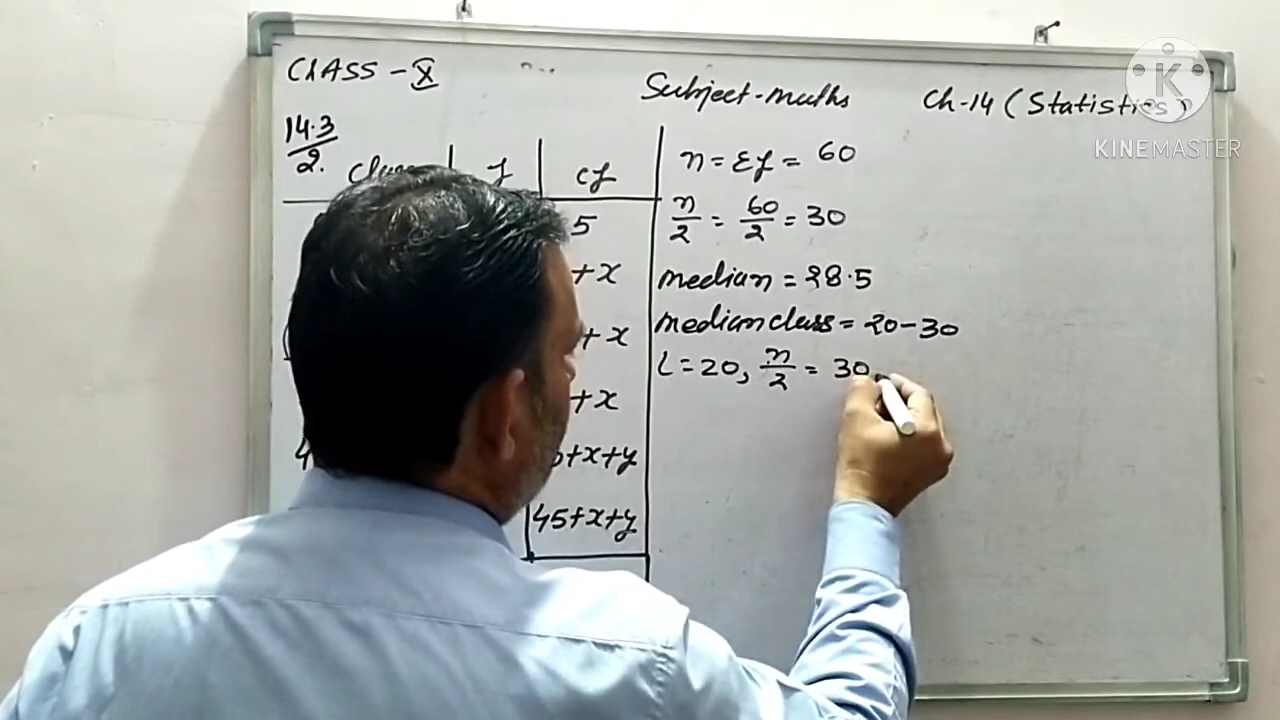 CLASS - X
Subject - maths
Ch-14 ( Statistics )
K
KINEMASTER
14.3
2.
f
cf
5
+ x
+ x
+ x
+x+y
45+x+y
n = Σf = 60
n/2 = 60/2 = 30
median = 28.5
median class = 20 - 30
l = 20, n/2 = 30